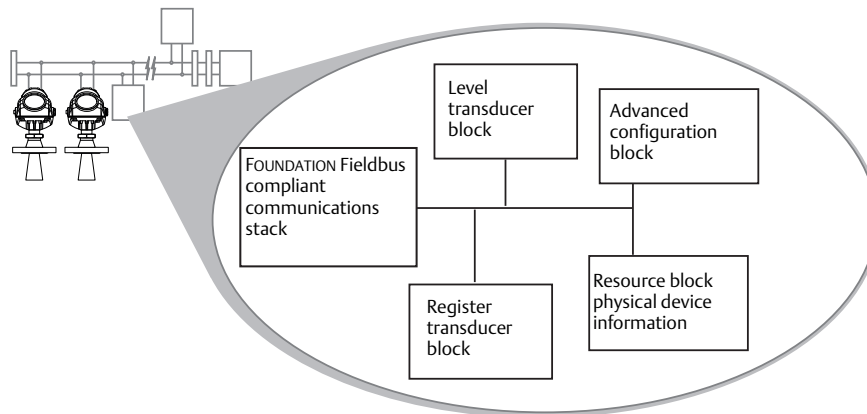 Level
transducer
block
Advanced
configuration
block
FOUNDATION Fieldbus
compliant
communications
stack
Register
transducer
block
Resource block
physical device
information